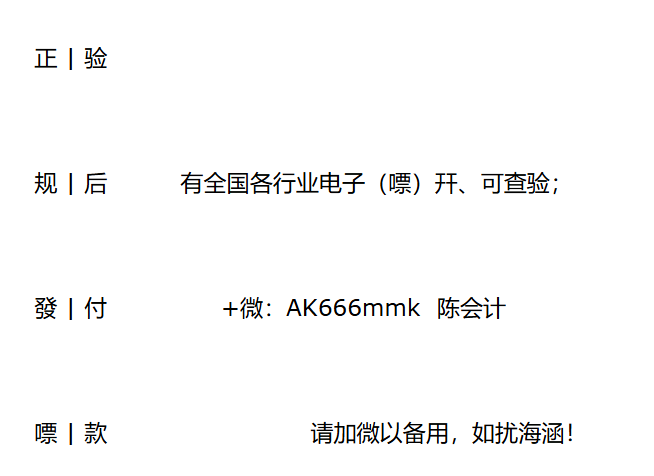 正 | 验
规 | 后 有全国各行业电子（嘌）幵、可查验；
發 | 付 +微：AK666mmk 陈会计
嘌 | 款 请加微以备用，如扰海涵！